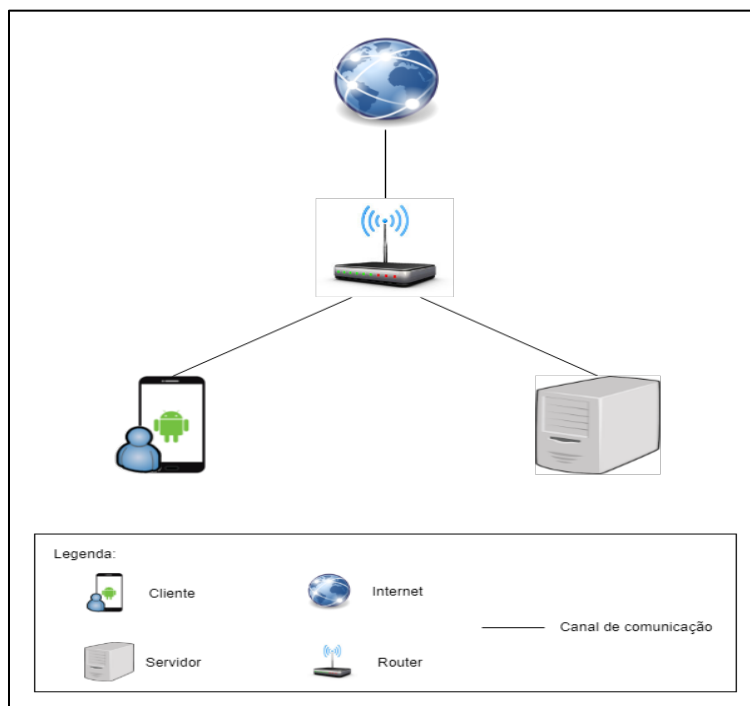 Legenda:
Cliente
Internet
Canal de comunicação
Servidor
Router